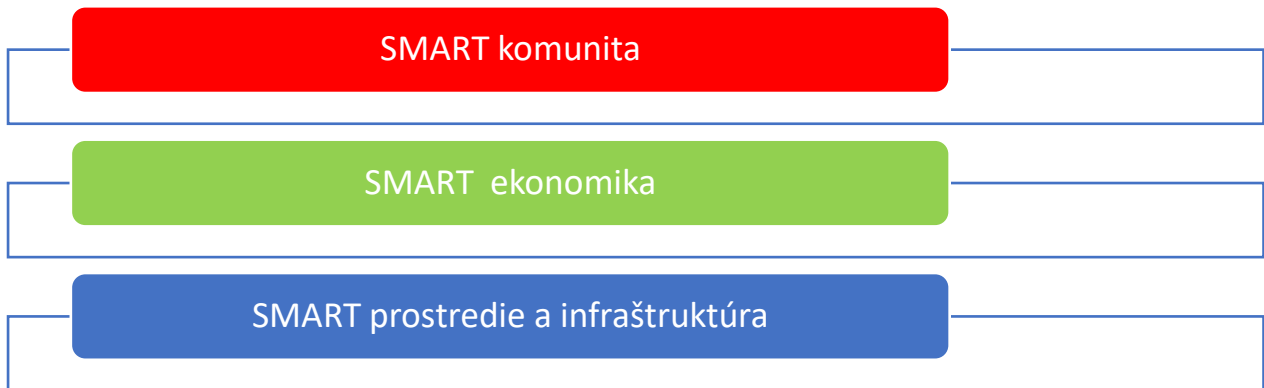 SMART komunita
SMART  ekonomika
SMART prostredie a infraštruktúra